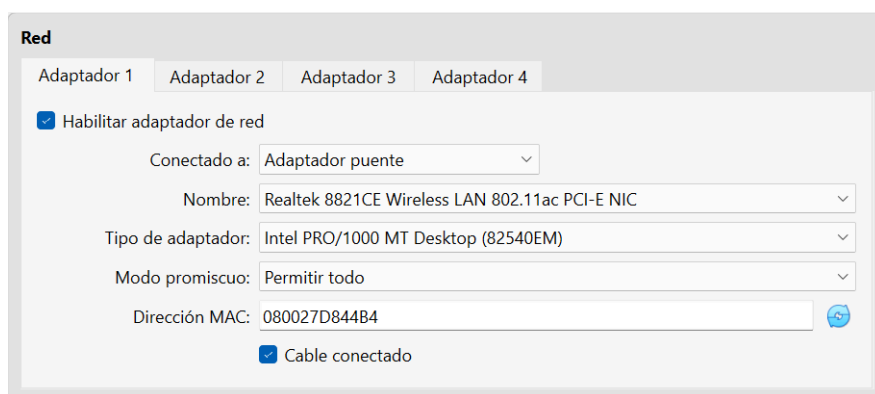 Red
Adaptador 1 Adaptador 2 Adaptador 3 Adaptador 4
Habilitar adaptador de red
Conectado a: Adaptador puente
Nombre: Realtek 8821CE Wireless LAN 802.11ac PCI-E NIC
Tipo de adaptador: Intel PRO/1000 MT Desktop (82540EM)
Modo promiscuo: Permitir todo
Dirección MAC: 080027D844B4
Cable conectado